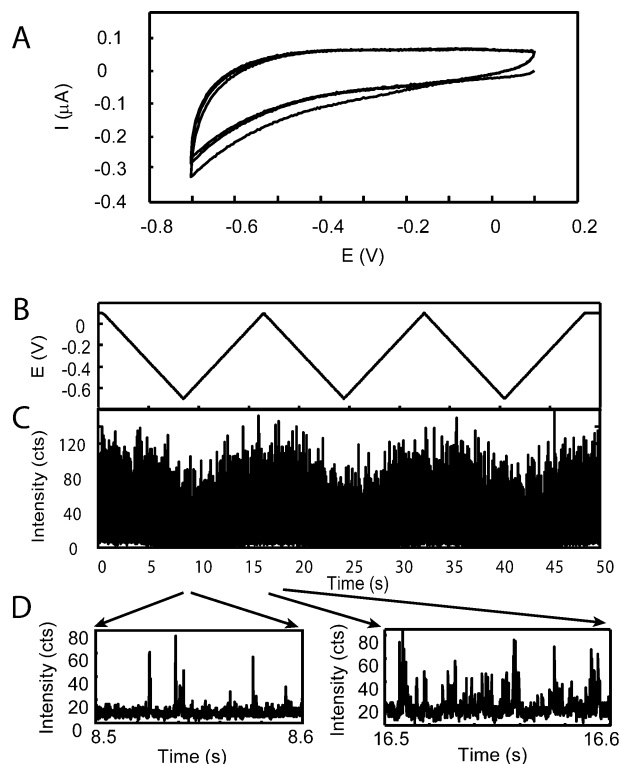 A
0.1
0
-0.1
-0.2
-0.3
-0.4
I (μA)
-0.8 -0.6 -0.4 -0.2 0 0.2
E (V)
B
0
-0.2
-0.4
-0.6
E (V)
C
120
80
40
0
Intensity (cts)
0 5 10 15 20 25 30 35 40 45 50
Time (s)
D
80
60
40
20
0
Intensity (cts)
8.5 8.6
Time (s)
80
60
40
20
Intensity (cts)
16.5 16.6
Time (s)